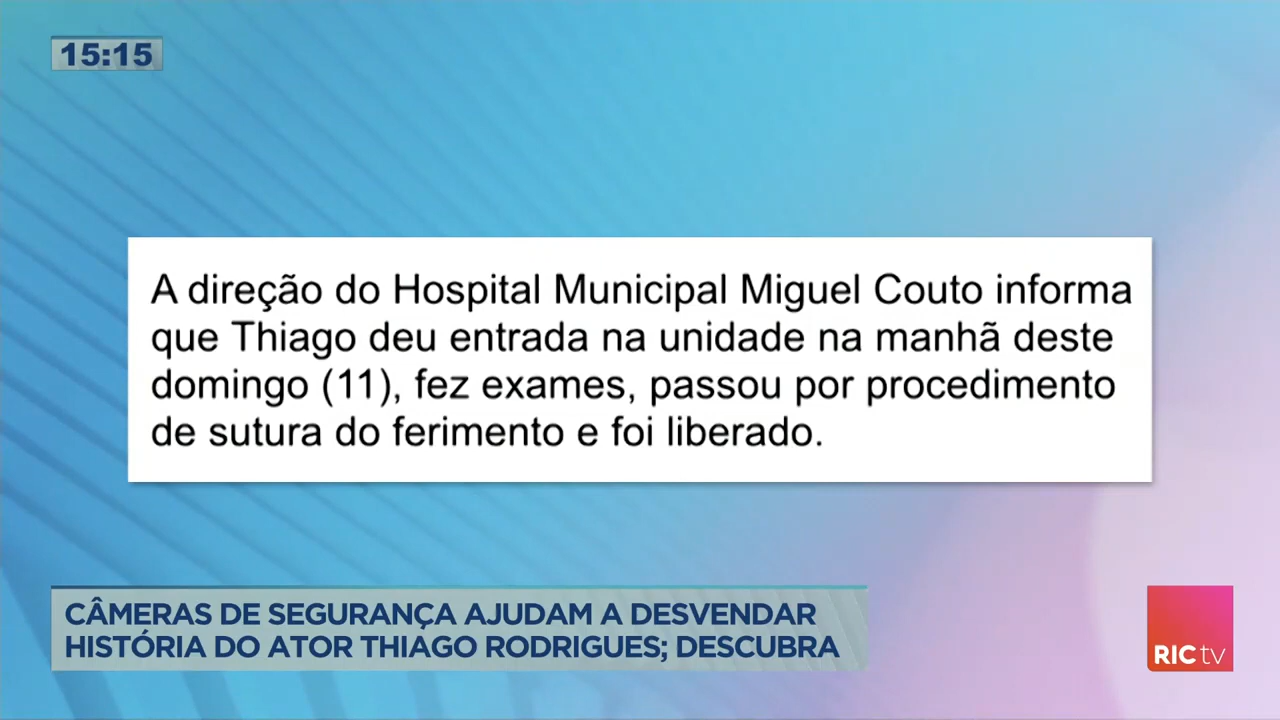 15:15
A direção do Hospital Municipal Miguel Couto informa
que Thiago deu entrada na unidade na manhã deste
domingo (11), fez exames, passou por procedimento
de sutura do ferimento e foi liberado.
CÂMERAS DE SEGURANÇA AJUDAM A DESVENDAR
HISTÓRIA DO ATOR THIAGO RODRIGUES; DESCUBRA
RICtv